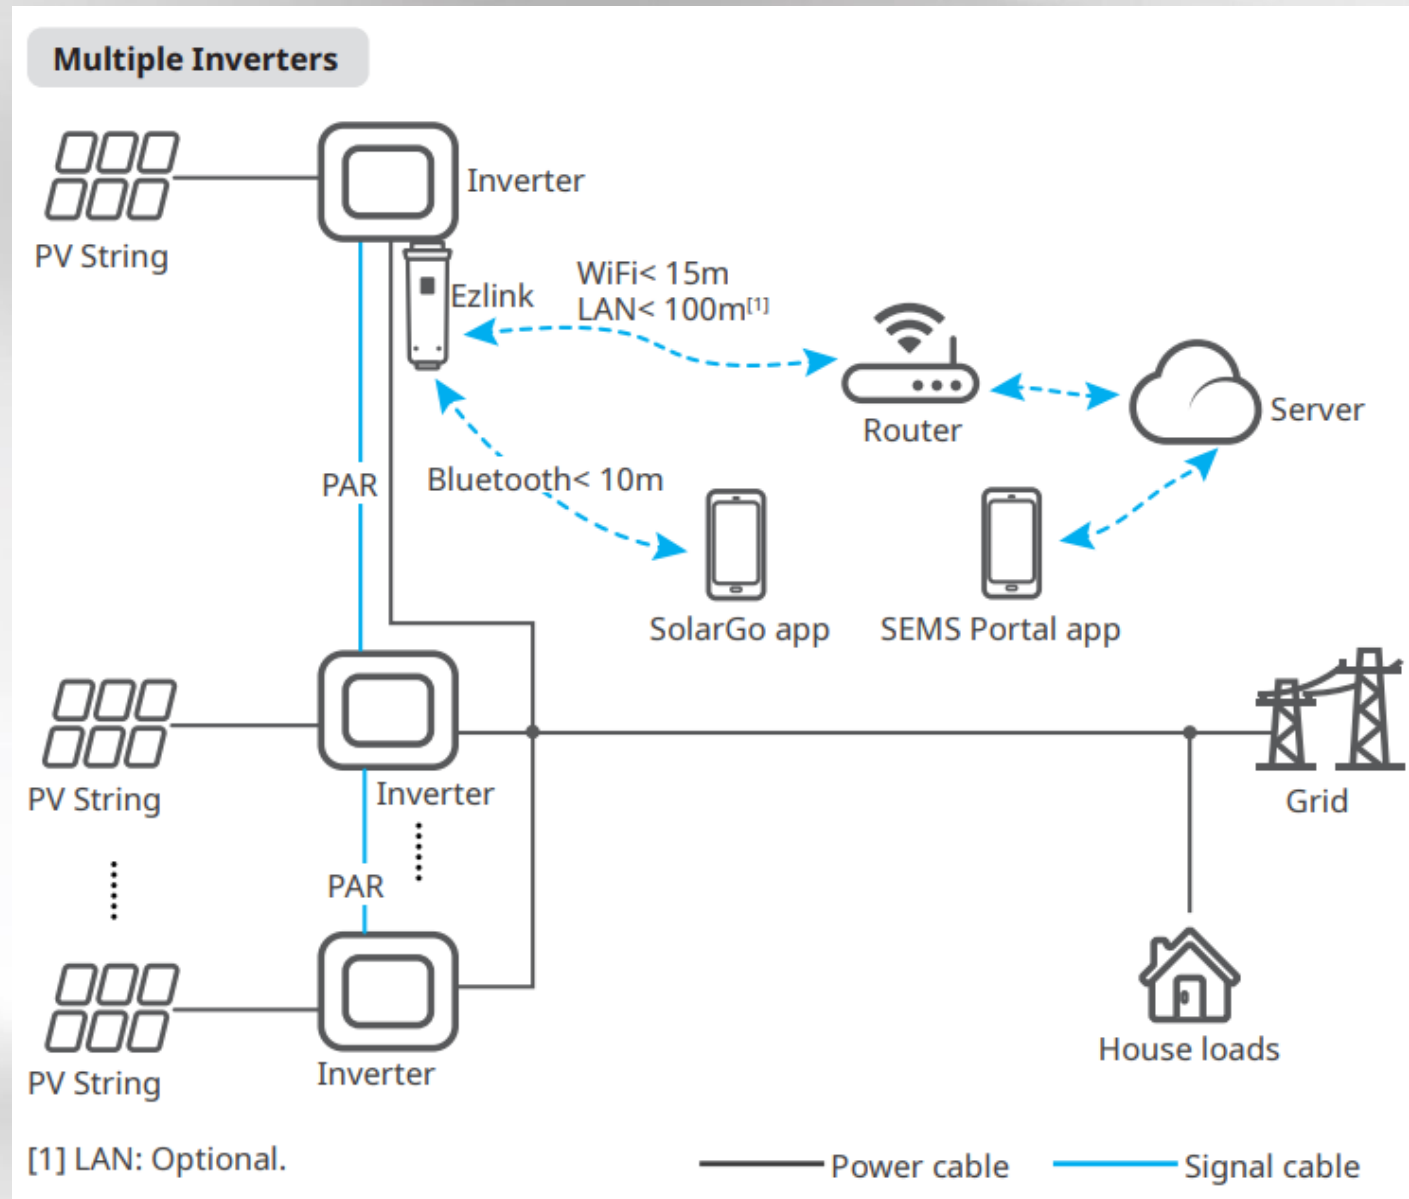 Multiple Inverters
Inverter
PV String
Ezlink
WiFi< 15m
LAN< 100m[1]
Router
Server
PAR
Bluetooth< 10m
SolarGo app
SEMS Portal app
PV String
Inverter
Grid
PAR
House loads
PV String
Inverter
[1] LAN: Optional.
Power cable
Signal cable